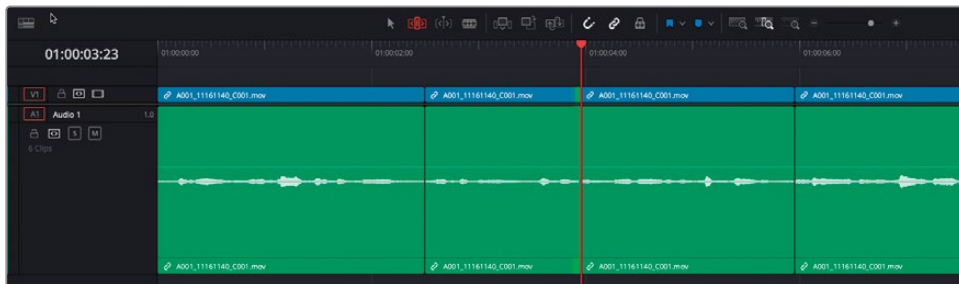 01:00:03:23
01:00:00:00 01:00:02:00 01:00:04:00 01:00:06:00
V1 A001_11161140_C001.mov A001_11161140_C001.mov A001_11161140_C001.mov A001_11161140_C001.mov
A1 Audio 1 1.0
S M
6 Clips
A001_11161140_C001.mov A001_11161140_C001.mov A001_11161140_C001.mov A001_11161140_C001.mov